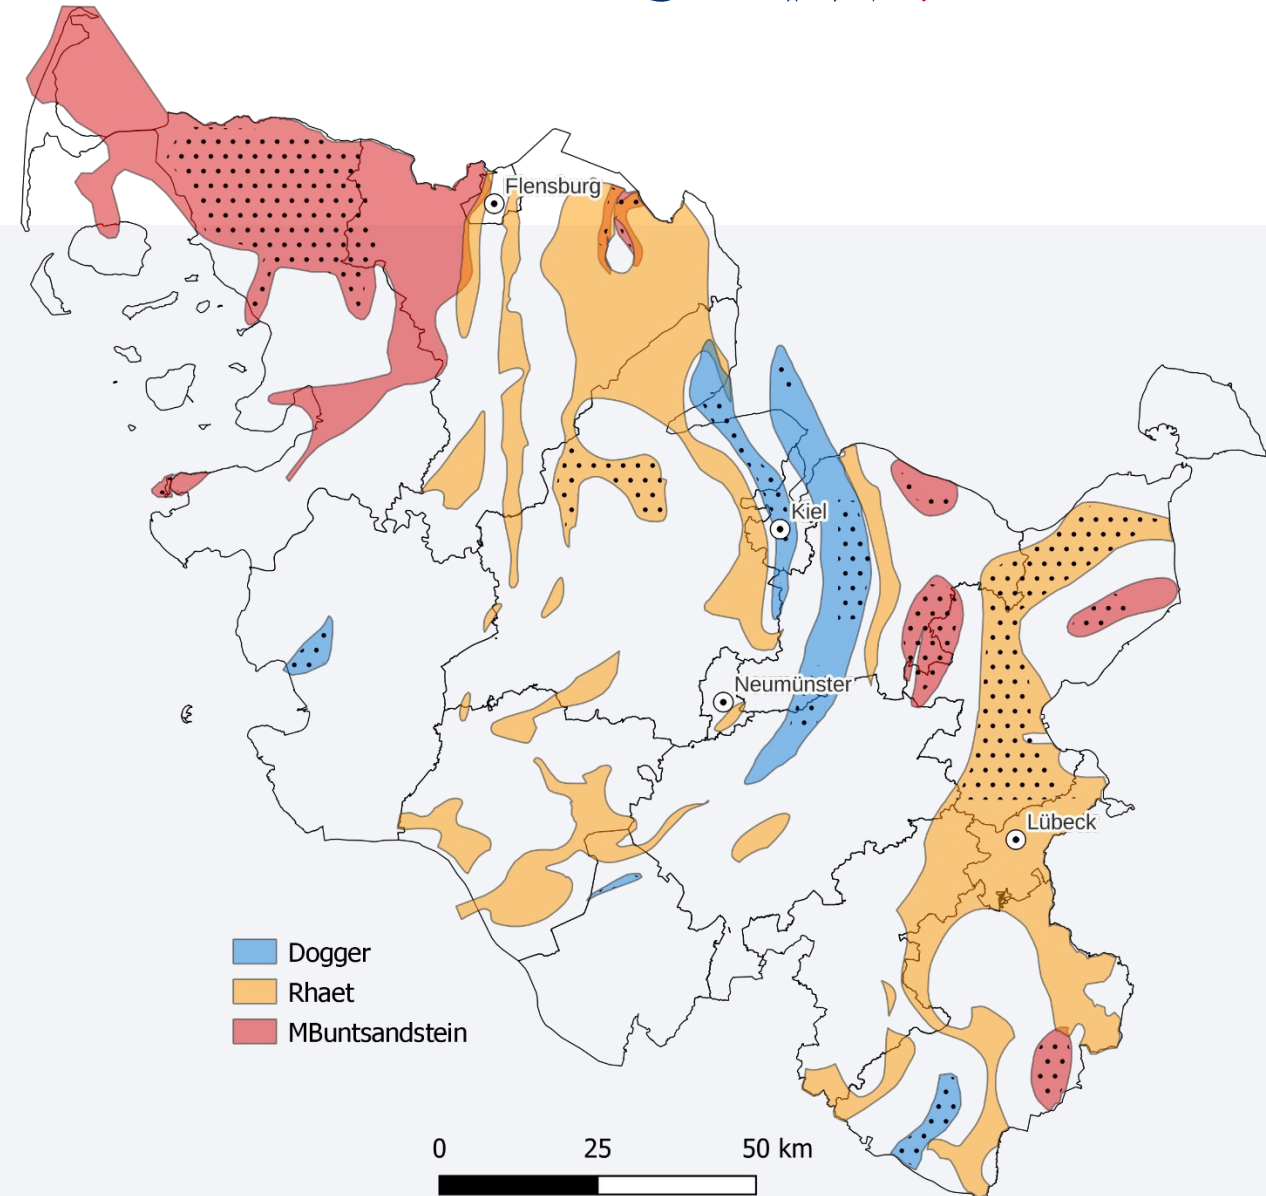 Flensburg
Kiel
Neumünster
Lübeck
Dogger
Rhaet
MBuntsandstein
0 25 50 km